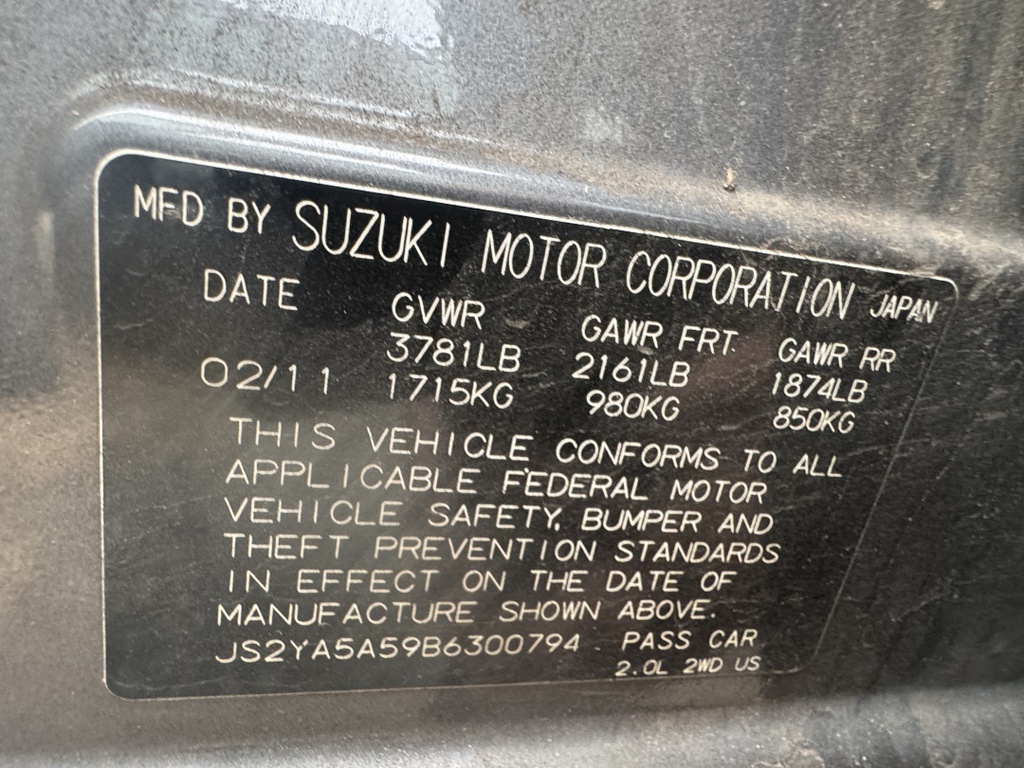 MFD BY SUZUKI MOTOR CORPORATION JAPAN
DATE GVWR GAWR FRT. GAWR RR
3781LB 2161LB 1874LB
02/11 1715KG 980KG 850KG
THIS VEHICLE CONFORMS TO ALL
APPLICABLE FEDERAL MOTOR
VEHICLE SAFETY, BUMPER AND
THEFT PREVENTION STANDARDS
IN EFFECT ON THE DATE OF
MANUFACTURE SHOWN ABOVE.
JS2YA5A59B6300794 PASS CAR
2.0L 2WD US